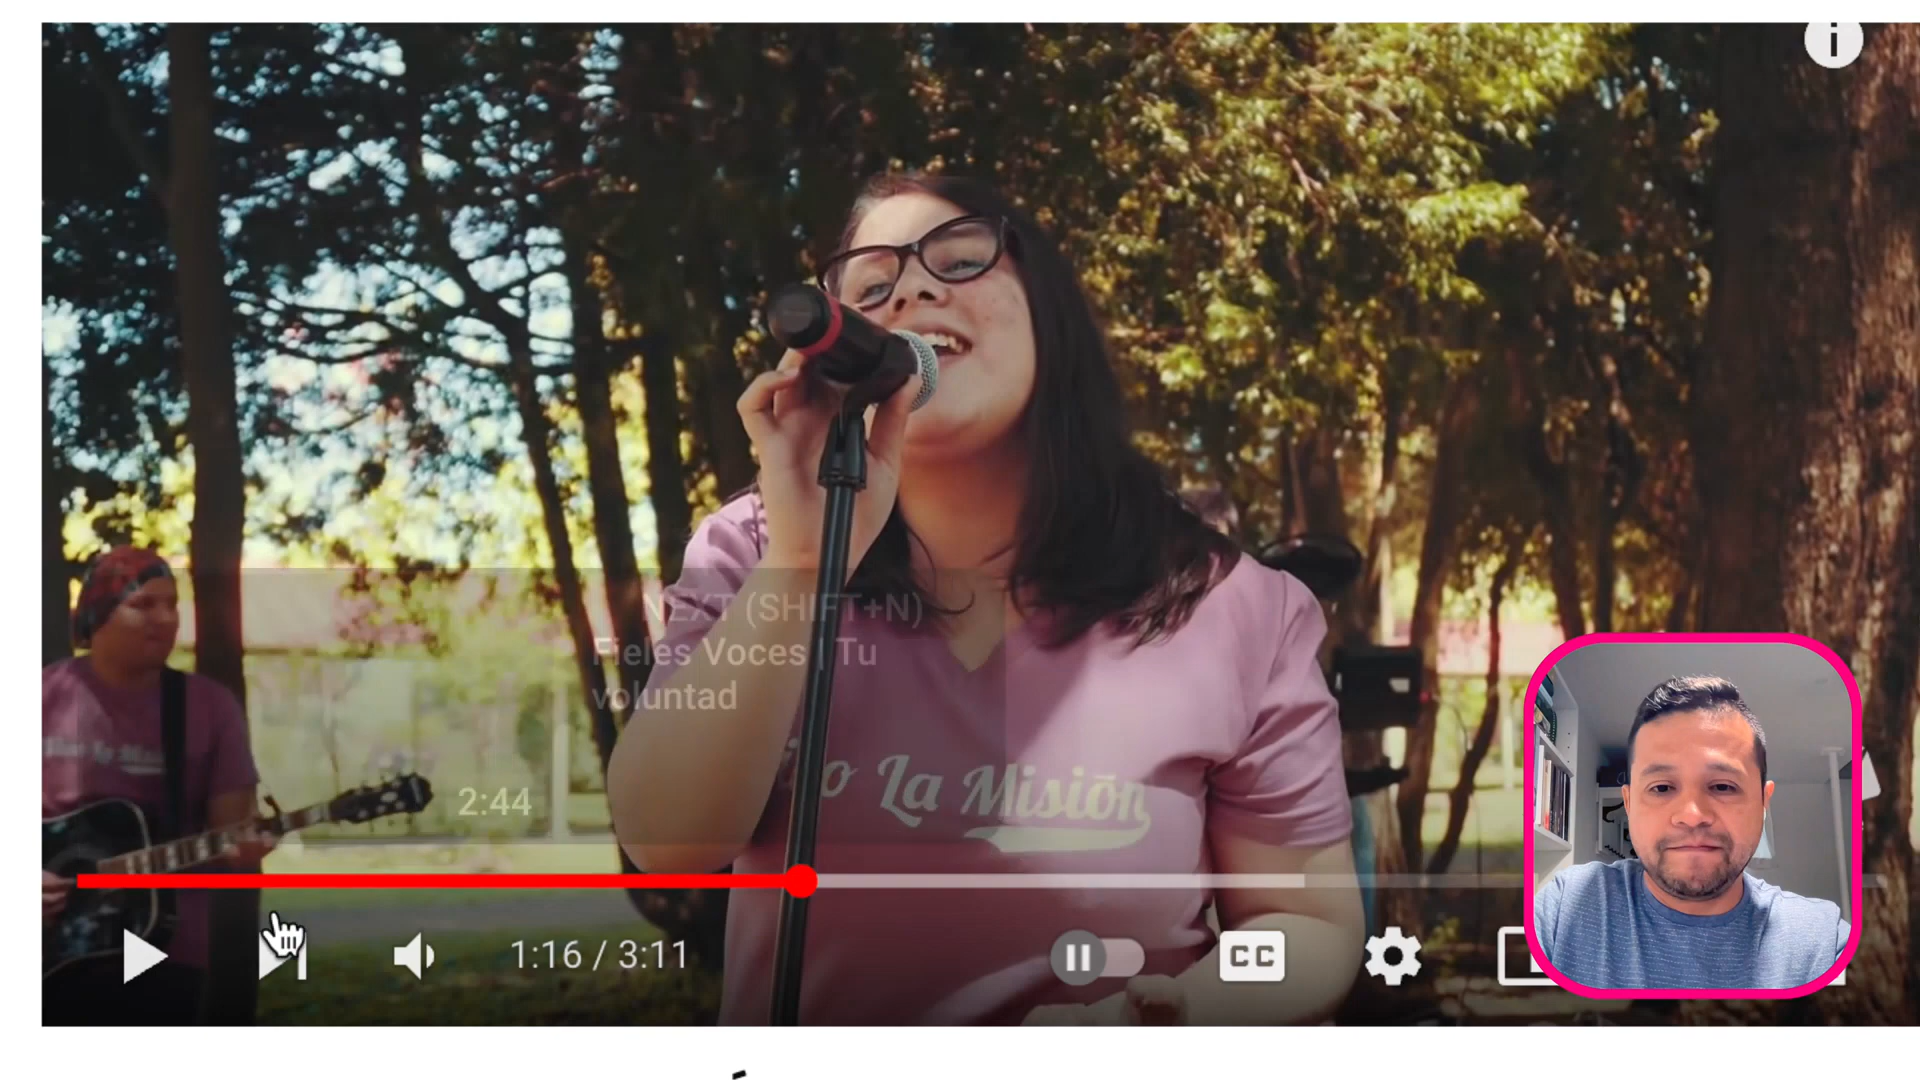 i
NEXT (SHIFT+N)
Fieles Voces | Tu
voluntad
2:44
La Misión
1:16 / 3:11
CC